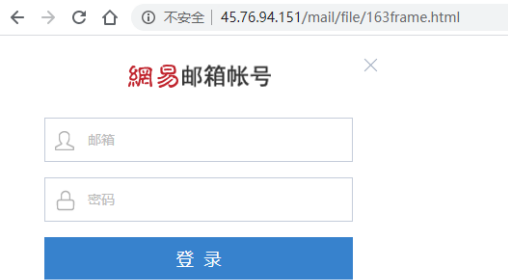 不安全 | 45.76.94.151/mail/file/163frame.html
網易邮箱帐号
邮箱
密码
登 录